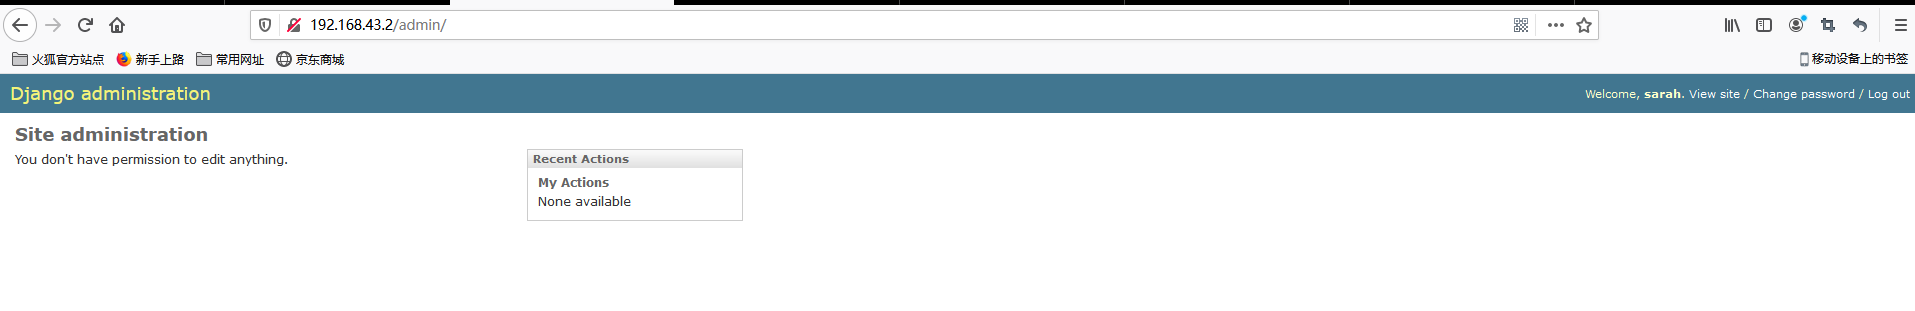 192.168.43.2/admin/
火狐官方站点 新手上路 常用网址 京东商城 移动设备上的书签
Django administration Welcome, sarah. View site / Change password / Log out
Site administration
You don't have permission to edit anything.
Recent Actions
My Actions
None available